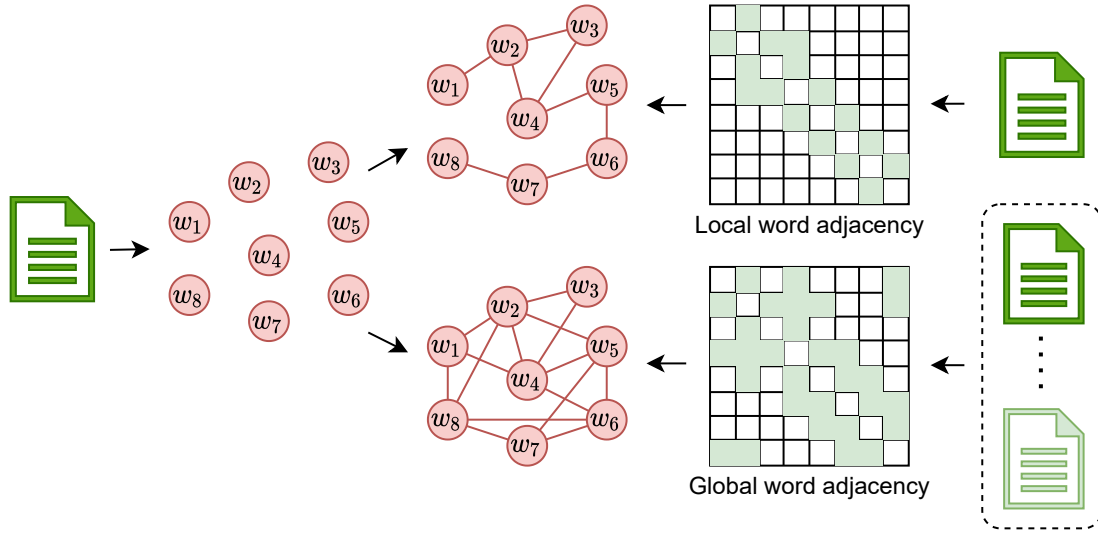 w₁
w₂
w₃
w₄
w₅
w₆
w₇
w₈
w₁
w₂
w₃
w₄
w₅
w₆
w₇
w₈
Local word adjacency
w₁
w₂
w₃
w₄
w₅
w₆
w₇
w₈
Global word adjacency